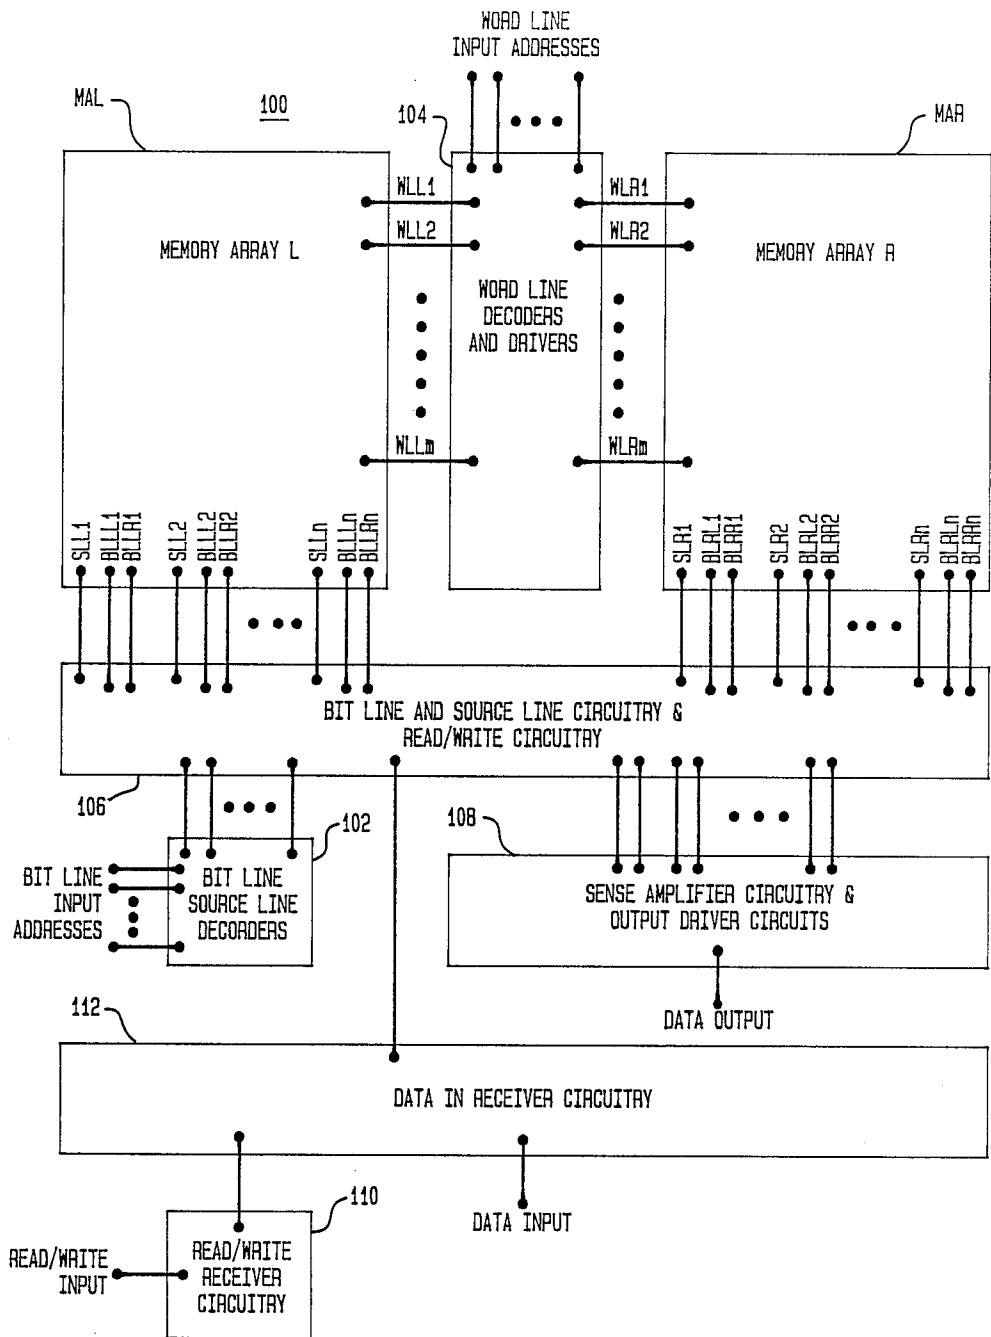 WORD LINE
INPUT ADDRESSES
MAL
100
104
MAR
WLL1
WLR1
WLL2
WLR2
MEMORY ARRAY L
MEMORY ARRAY R
WORD LINE
DECODERS
AND DRIVERS
WLLm
WLRm
SLL1
BLLL1
BLLR1
SLL2
BLLL2
BLLR2
SLLn
BLLLn
BLLRn
SLR1
BLRL1
BLRR1
SLR2
BLRL2
BLRR2
SLRn
BLRLn
BLRRn
BIT LINE AND SOURCE LINE CIRCUITRY &
READ/WRITE CIRCUITRY
106
102
108
BIT LINE
INPUT
ADDRESSES
BIT LINE
SOURCE LINE
DECORDERS
SENSE AMPLIFIER CIRCUITRY &
OUTPUT DRIVER CIRCUITS
DATA OUTPUT
112
DATA IN RECEIVER CIRCUITRY
110
DATA INPUT
READ/WRITE
INPUT
READ/WRITE
RECEIVER
CIRCUITRY